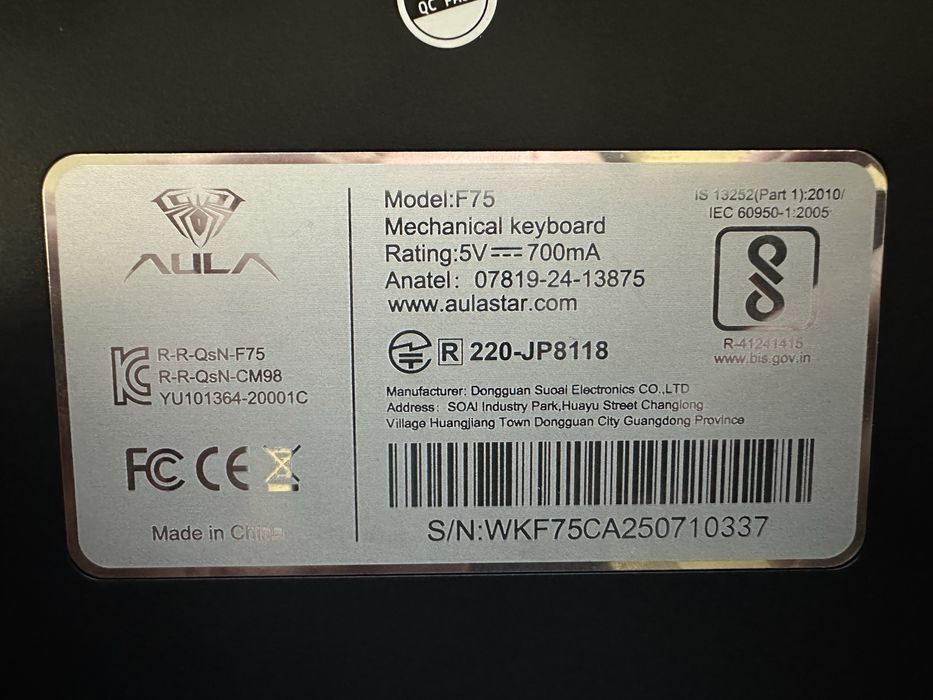 QC PA
AULA
R-R-QsN-F75
R-R-QsN-CM98
YU101364-20001C
FC CE
Made in China
Model:F75
Mechanical keyboard
Rating:5V⎓700mA
Anatel: 07819-24-13875
www.aulastar.com
R 220-JP8118
Manufacturer: Dongguan Suoai Electronics CO.,LTD
Address: SOAI Industry Park,Huayu Street Changlong
Village Huangjiang Town Dongguan City Guangdong Province
S/N:WKF75CA250710337
IS 13252(Part 1):2010/
IEC 60950-1:2005
R-41241415
www.bis.gov.in